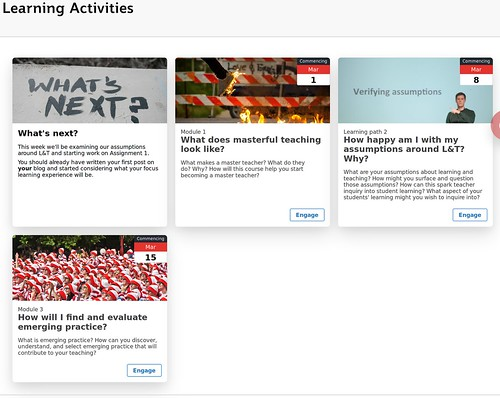 Learning Activities
WHAT'S
NEXT?
What's next?
This week we'll be examining our assumptions
around L&T and starting work on Assignment 1.
You should already have written your first post on
your blog and started considering what your focus
learning experience will be.
Commencing
Mar
1
Module 1
What does masterful teaching
look like?
What makes a master teacher? What do they
do? Why? How will this course help you start
becoming a master teacher?
Engage
Commencing
Mar
8
Verifying assumptions
Learning path 2
How happy am I with my
assumptions around L&T?
Why?
What are your assumptions about learning and
teaching? How might you surface and question
those assumptions? How can this spark teacher
inquiry into student learning? What aspect of your
students' learning might you wish to inquire into?
Engage
Commencing
Mar
15
Module 3
How will I find and evaluate
emerging practice?
What is emerging practice? How can you discover,
understand, and select emerging practice that will
contribute to your teaching?
Engage